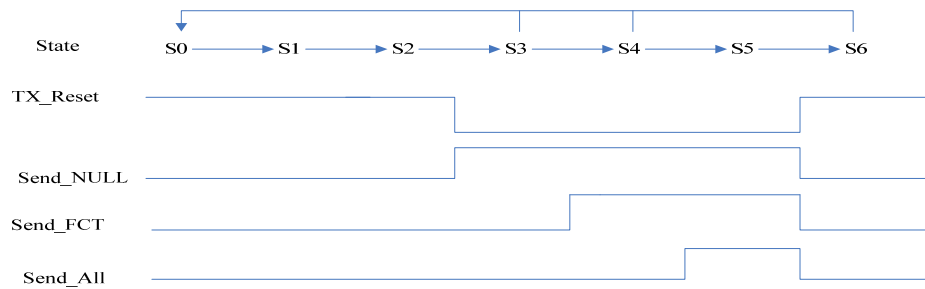 State S0 S1 S2 S3 S4 S5 S6
TX_Reset
Send_NULL
Send_FCT
Send_All